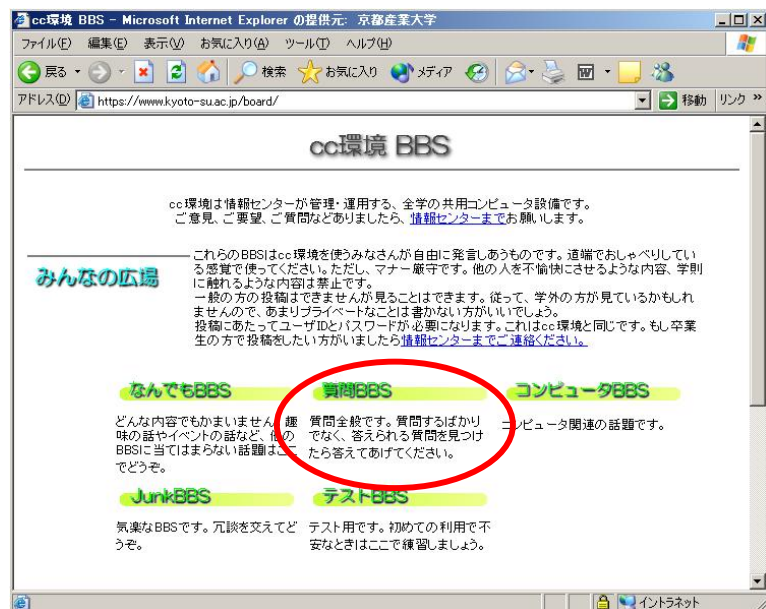 cc環境 BBS - Microsoft Internet Explorer の提供元: 京都産業大学
ファイル(F) 編集(E) 表示(V) お気に入り(A) ツール(T) ヘルプ(H)
戻る 検索 お気に入り メディア
アドレス(D) https://www.kyoto-su.ac.jp/board/ 移動 リンク »
cc環境 BBS
cc環境は情報センターが管理・運用する、全学の共用コンピュータ設備です。
ご意見、ご要望、ご質問などありましたら、情報センターまでお願いします。
みんなの広場
これらのBBSはcc環境を使うみなさんが自由に発言しあうものです。道端でおしゃべりしてい
る感覚で使ってください。ただし、マナー厳守です。他の人を不愉快にさせるような内容、学則
に触れるような内容は禁止です。
一般の方の投稿はできませんが見ることはできます。従って、学外の方が見ているかもしれ
ませんので、あまりプライベートなことは書かない方がいいでしょう。
投稿にあたってユーザIDとパスワードが必要になります。これはcc環境と同じです。もし卒業
生の方で投稿をしたい方がいましたら情報センターまでご連絡ください。
なんでもBBS
どんな内容でもかまいません。趣
味の話やイベントの話など、他の
BBSに当てはまらない話題はここ
でどうぞ。
質問BBS
質問全般です。質問するばかり
でなく、答えられる質問を見つけ
たら答えてあげてください。
コンピュータBBS
コンピュータ関連の話題です。
JunkBBS
気楽なBBSです。冗談を交えてど
うぞ。
テストBBS
テスト用です。初めての利用で不
安なときはここで練習しましょう。
イントラネット